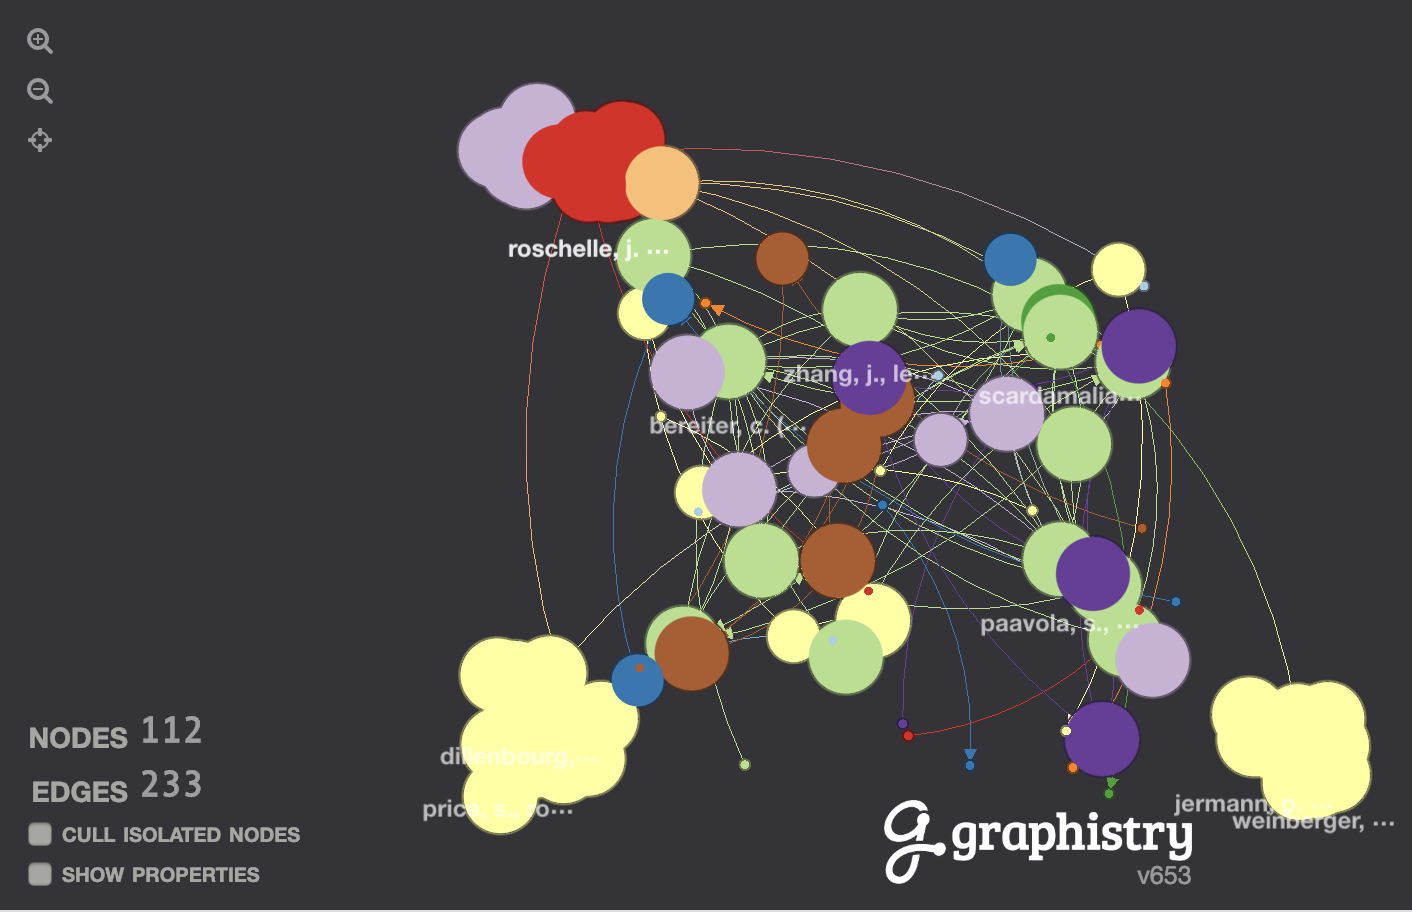 roschelle, j. ...
zhang, j., le...
scardamalia...
bereiter, c. (...
paavola, s., ...
NODES 112
dillenbourg,...
EDGES 233
price, s., ro...
jermann, p. ...
weinberger, ...
CULL ISOLATED NODES
SHOW PROPERTIES
graphistry
v653